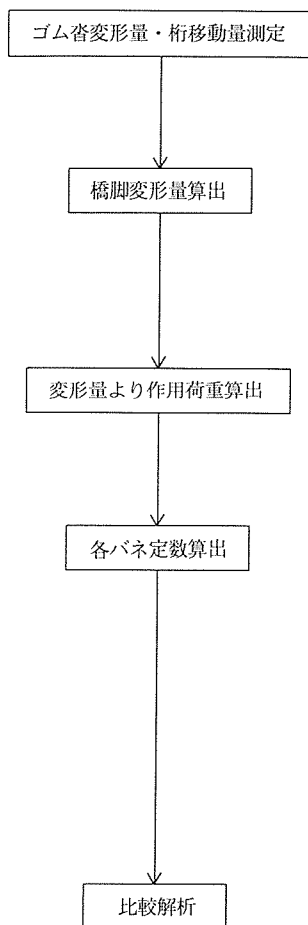 ゴム沓変形量・桁移動量測定
橋脚変形量算出
変形量より作用荷重算出
各バネ定数算出
比較解析